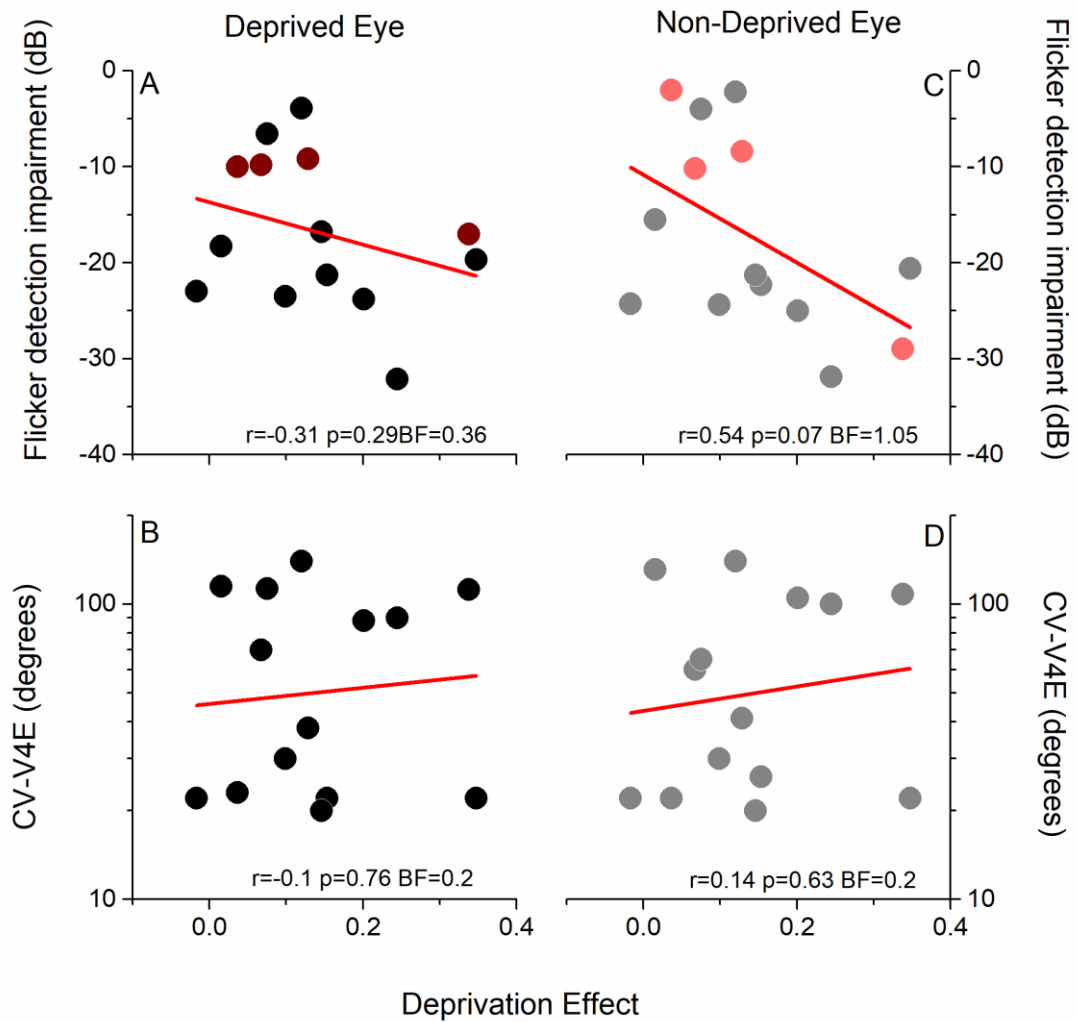 Deprived Eye
Non-Deprived Eye
Flicker detection impairment (dB)
0
-10
-20
-30
-40
A
r=-0.31 p=0.29BF=0.36
C
r=0.54 p=0.07 BF=1.05
0
-10
-20
-30
-40
Flicker detection impairment (dB)
CV-V4E (degrees)
100
10
B
r=-0.1 p=0.76 BF=0.2
0.0
0.2
0.4
D
r=0.14 p=0.63 BF=0.2
0.0
0.2
0.4
100
10
CV-V4E (degrees)
Deprivation Effect